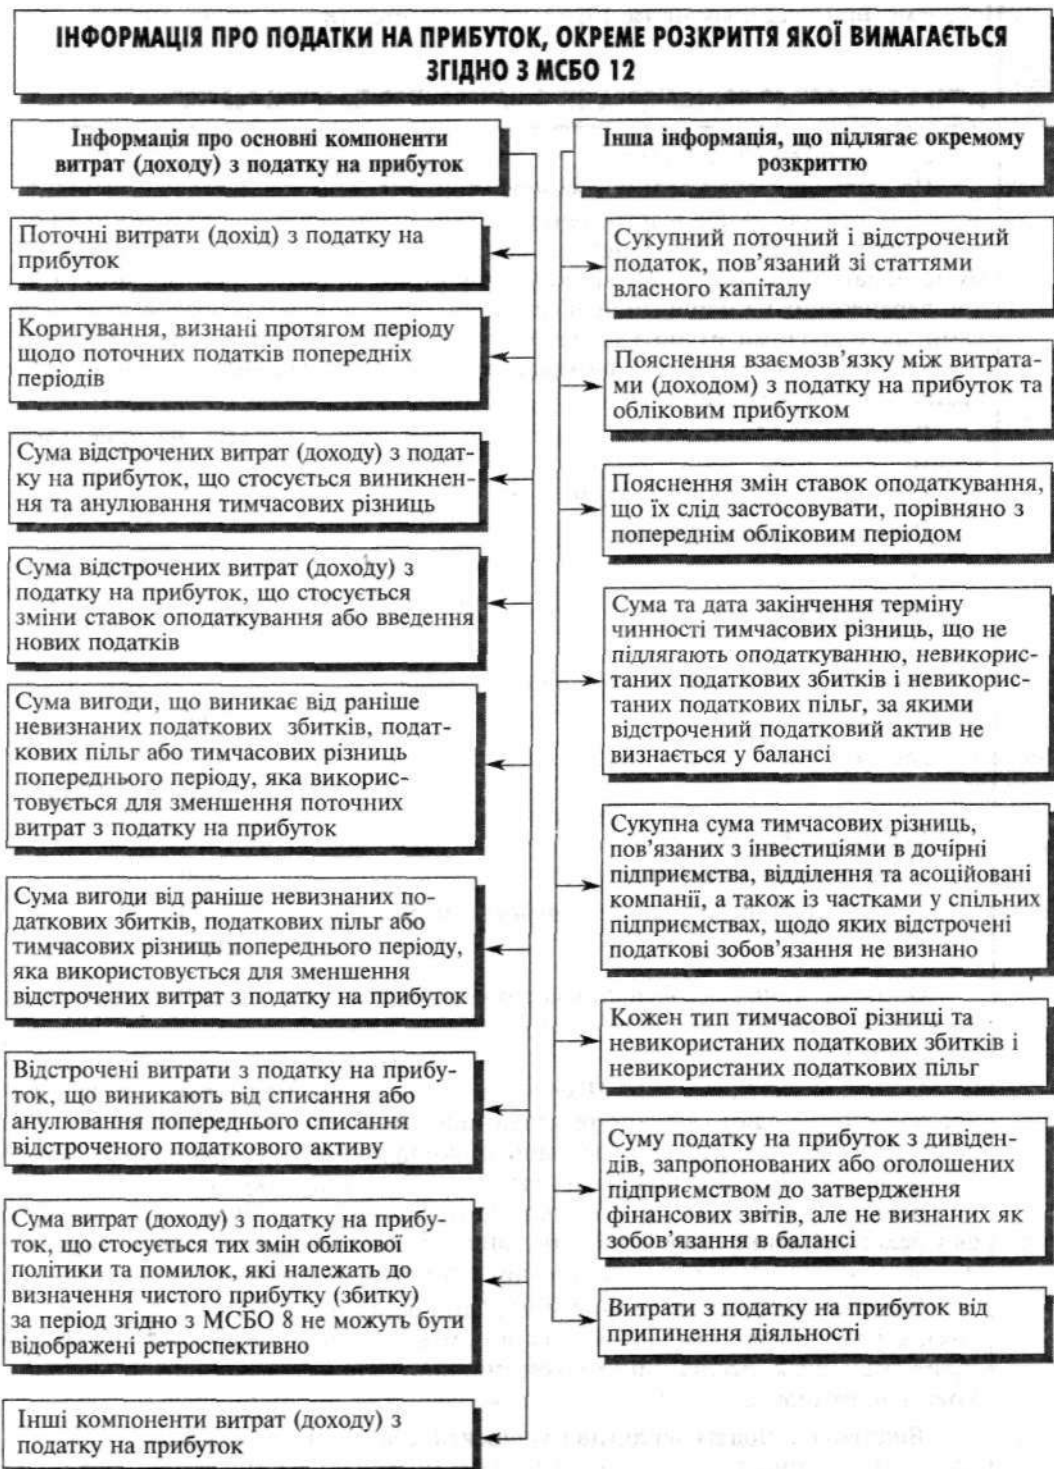 ІНФОРМАЦІЯ ПРО ПОДАТКИ НА ПРИБУТОК, ОКРЕМЕ РОЗКРИТТЯ ЯКОЇ ВИМАГАЄТЬСЯ
ЗГІДНО З МСБО 12
Інформація про основні компоненти
витрат (доходу) з податку на прибуток
Поточні витрати (дохід) з податку на
прибуток
Коригування, визнані протягом періоду
щодо поточних податків попередніх
періодів
Сума відстрочених витрат (доходу) з подат-
ку на прибуток, що стосується виникнен-
ня та анулювання тимчасових різниць
Сума відстрочених витрат (доходу) з
податку на прибуток, що стосується
зміни ставок оподаткування або введення
нових податків
Сума вигоди, що виникає від раніше
невизнаних податкових збитків, подат-
кових пільг або тимчасових різниць
попереднього періоду, яка викорис-
товується для зменшення поточних
витрат з податку на прибуток
Сума вигоди від раніше невизнаних по-
даткових збитків, податкових пільг або
тимчасових різниць попереднього періоду,
яка використовується для зменшення
відстрочених витрат з податку на прибуток
Відстрочені витрати з податку на прибу-
ток, що виникають від списання або
анулювання попереднього списання
відстроченого податкового активу
Сума витрат (доходу) з податку на прибу-
ток, що стосується тих змін облікової
політики та помилок, які належать до
визначення чистого прибутку (збитку)
за період згідно з МСБО 8 не можуть бути
відображені ретроспективно
Інші компоненти витрат (доходу) з
податку на прибуток
Інша інформація, що підлягає окремому
розкриттю
Сукупний поточний і відстрочений
податок, пов'язаний зі статтями
власного капіталу
Пояснення взаємозв'язку між витрата-
ми (доходом) з податку на прибуток та
обліковим прибутком
Пояснення змін ставок оподаткування,
що їх слід застосовувати, порівняно з
попереднім обліковим періодом
Сума та дата закінчення терміну
чинності тимчасових різниць, що не
підлягають оподаткуванню, невикорис-
таних податкових збитків і невикорис-
таних податкових пільг, за якими
відстрочений податковий актив не
визнається у балансі
Сукупна сума тимчасових різниць,
пов'язаних з інвестиціями в дочірні
підприємства, відділення та асоційовані
компанії, а також із частками у спільних
підприємствах, щодо яких відстрочені
податкові зобов'язання не визнано
Кожен тип тимчасової різниці та
невикористаних податкових збитків і
невикористаних податкових пільг
Суму податку на прибуток з дивіден-
дів, запропонованих або оголошених
підприємством до затвердження
фінансових звітів, але не визнаних як
зобов'язання в балансі
Витрати з податку на прибуток від
припинення діяльності